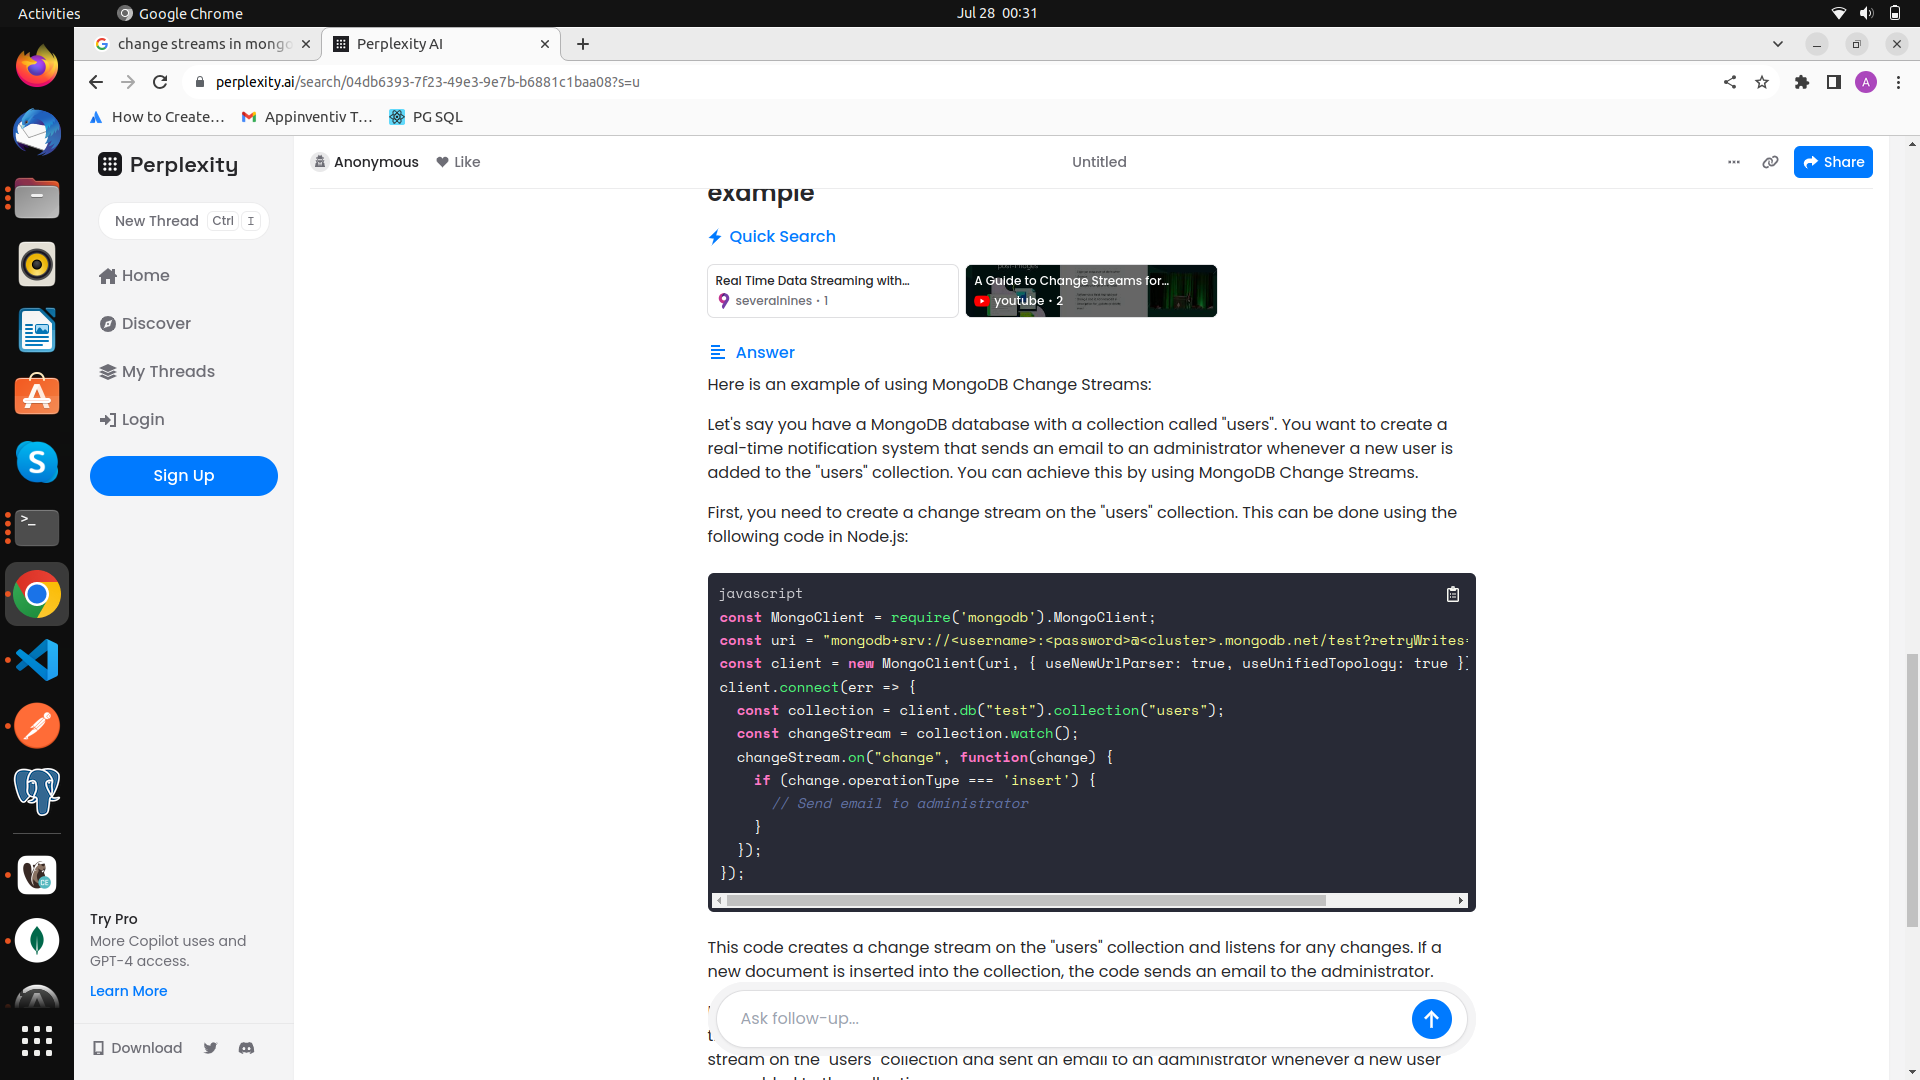 Activities
Google Chrome
Jul 28 00:31
change streams in mongo
Perplexity AI
perplexity.ai/search/04db6393-7f23-49e3-9e7b-b6881c1baa08?s=u
A
How to Create...
Appinventiv T...
PG SQL
Perplexity
New Thread Ctrl I
Home
Discover
My Threads
Login
Sign Up
Try Pro
More Copilot uses and
GPT-4 access.
Learn More
Download
Anonymous
Like
Untitled
Share
example
Quick Search
Real Time Data Streaming with...
severalnines · 1
A Guide to Change Streams for...
youtube · 2
Answer
Here is an example of using MongoDB Change Streams:
Let's say you have a MongoDB database with a collection called "users". You want to create a
real-time notification system that sends an email to an administrator whenever a new user is
added to the "users" collection. You can achieve this by using MongoDB Change Streams.
First, you need to create a change stream on the "users" collection. This can be done using the
following code in Node.js:
javascript
const MongoClient = require('mongodb').MongoClient;
const uri = "mongodb+srv://<username>:<password>@<cluster>.mongodb.net/test?retryWrites=
const client = new MongoClient(uri, { useNewUrlParser: true, useUnifiedTopology: true })
client.connect(err => {
const collection = client.db("test").collection("users");
const changeStream = collection.watch();
changeStream.on("change", function(change) {
if (change.operationType === 'insert') {
// Send email to administrator
}
});
});
This code creates a change stream on the "users" collection and listens for any changes. If a
new document is inserted into the collection, the code sends an email to the administrator.
Ask follow-up...
stream on the "users" collection and sent an email to an administrator whenever a new user